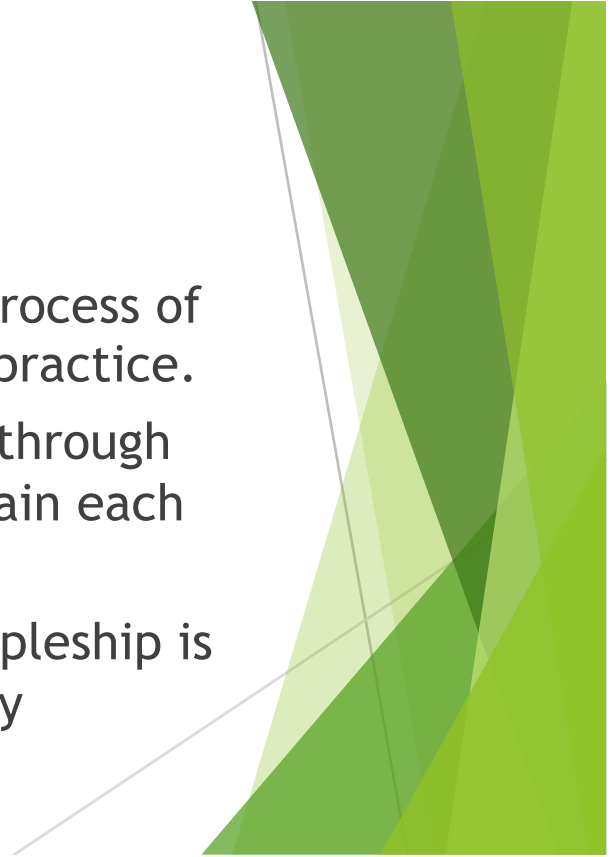 rocess of
practice.
through
ain each
pleship is
y